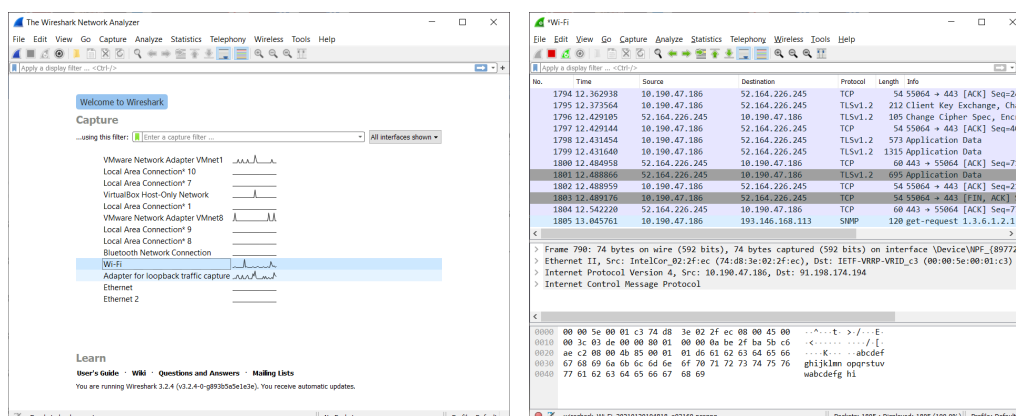 The Wireshark Network Analyzer
File Edit View Go Capture Analyze Statistics Telephony Wireless Tools Help
Apply a display filter ... <Ctrl-/>
Welcome to Wireshark
Capture
...using this filter: Enter a capture filter ... All interfaces shown
VMware Network Adapter VMnet1
Local Area Connection* 10
Local Area Connection* 7
VirtualBox Host-Only Network
Local Area Connection* 1
VMware Network Adapter VMnet8
Local Area Connection* 9
Local Area Connection* 8
Bluetooth Network Connection
Wi-Fi
Adapter for loopback traffic capture
Ethernet
Ethernet 2
Learn
User's Guide · Wiki · Questions and Answers · Mailing Lists
You are running Wireshark 3.2.4 (v3.2.4-0-g893b5a5e1e3e). You receive automatic updates.
*Wi-Fi
File Edit View Go Capture Analyze Statistics Telephony Wireless Tools Help
Apply a display filter ... <Ctrl-/>
No. Time Source Destination Protocol Length Info
1794 12.362938 10.190.47.186 52.164.226.245 TCP 54 55064 → 443 [ACK] Seq=2
1795 12.373564 10.190.47.186 52.164.226.245 TLSv1.2 212 Client Key Exchange, Ch
1796 12.429105 52.164.226.245 10.190.47.186 TLSv1.2 105 Change Cipher Spec, Enc
1797 12.429144 10.190.47.186 52.164.226.245 TCP 54 55064 → 443 [ACK] Seq=4
1798 12.431454 10.190.47.186 52.164.226.245 TLSv1.2 573 Application Data
1799 12.431640 10.190.47.186 52.164.226.245 TLSv1.2 1315 Application Data
1800 12.484958 52.164.226.245 10.190.47.186 TCP 60 443 → 55064 [ACK] Seq=7
1801 12.488866 52.164.226.245 10.190.47.186 TLSv1.2 695 Application Data
1802 12.488959 10.190.47.186 52.164.226.245 TCP 54 55064 → 443 [ACK] Seq=2
1803 12.489176 10.190.47.186 52.164.226.245 TCP 54 55064 → 443 [FIN, ACK]
1804 12.542220 52.164.226.245 10.190.47.186 TCP 60 443 → 55064 [ACK] Seq=7
1805 13.045761 10.190.47.186 193.146.168.113 SNMP 120 get-request 1.3.6.1.2.1
Frame 790: 74 bytes on wire (592 bits), 74 bytes captured (592 bits) on interface \Device\NPF_{89772
Ethernet II, Src: IntelCor_02:2f:ec (74:d8:3e:02:2f:ec), Dst: IETF-VRRP-VRID_c3 (00:00:5e:00:01:c3)
Internet Protocol Version 4, Src: 10.190.47.186, Dst: 91.198.174.194
Internet Control Message Protocol
0000 00 00 5e 00 01 c3 74 d8 3e 02 2f ec 08 00 45 00 ··^···t· >·/···E·
0010 00 3c 03 de 00 00 80 01 00 00 0a be 2f ba 5b c6 ·<······ ····/·[·
0020 ae c2 08 00 4b 85 00 01 01 d6 61 62 63 64 65 66 ····K··· ··abcdef
0030 67 68 69 6a 6b 6c 6d 6e 6f 70 71 72 73 74 75 76 ghijklmn opqrstuv
0040 77 61 62 63 64 65 66 67 68 69 wabcdefg hi